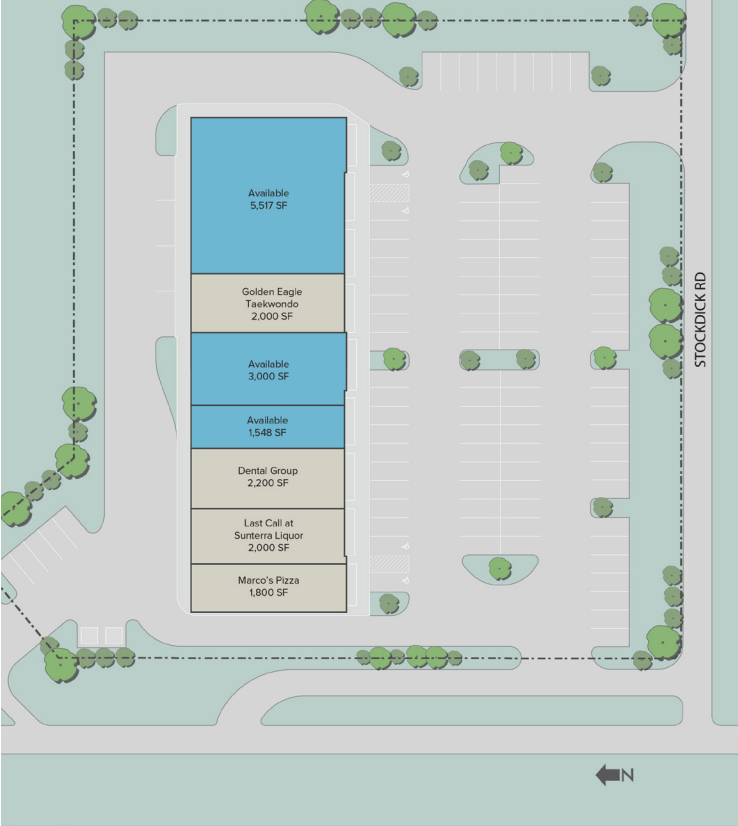 Available
5,517 SF
Golden Eagle
Taekwondo
2,000 SF
Available
3,000 SF
Available
1,548 SF
Dental Group
2,200 SF
Last Call at
Sunterra Liquor
2,000 SF
Marco's Pizza
1,800 SF
STOCKDICK RD
N